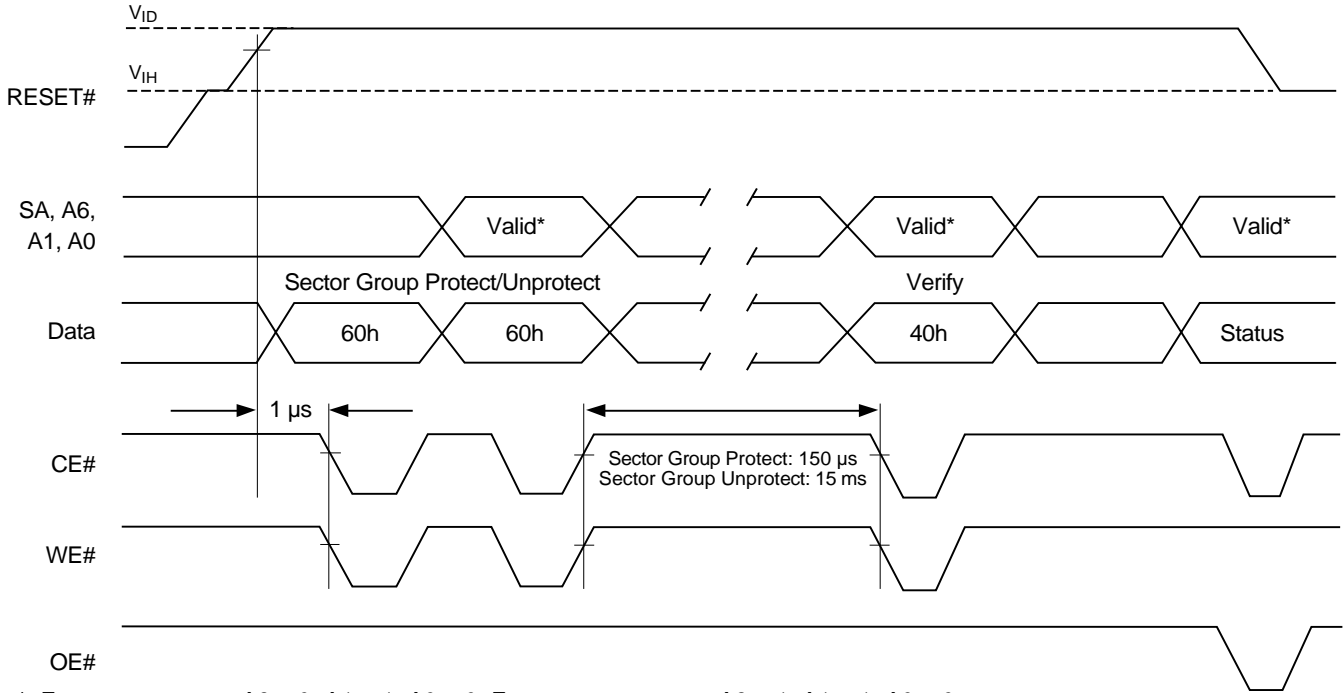 VID
VIH
RESET#
SA, A6,
A1, A0
Valid*
Valid*
Valid*
Sector Group Protect/Unprotect
Verify
Data
60h
60h
40h
Status
1 µs
CE#
Sector Group Protect: 150 µs
Sector Group Unprotect: 15 ms
WE#
OE#